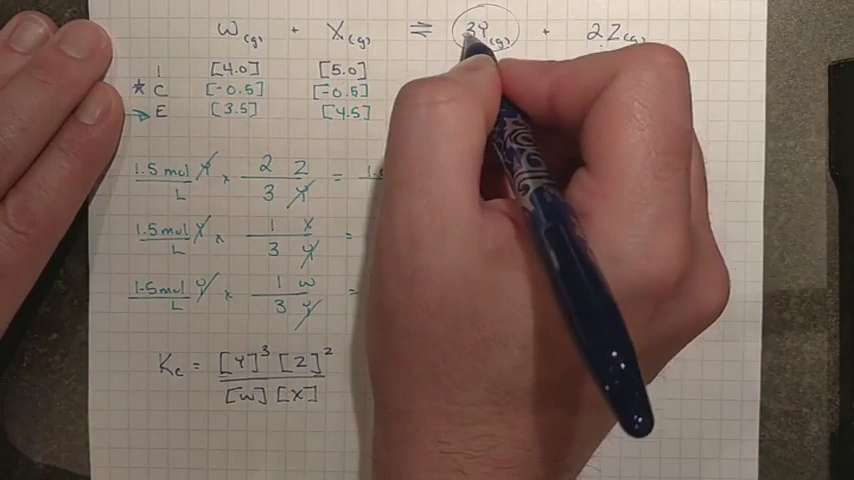 W(g) + X(g) ⇌ 3Y(g) + 2Z(g)
I [4.0] [5.0]
* C [-0.5] [-0.5]
→ E [3.5] [4.5]
1.5 mol Y / L × 2 Z / 3 Y =
1.5 mol Y / L × 1 X / 3 Y =
1.5 mol Y / L × 1 W / 3 Y =
Kc = [Y]³ [Z]² / [W] [X]